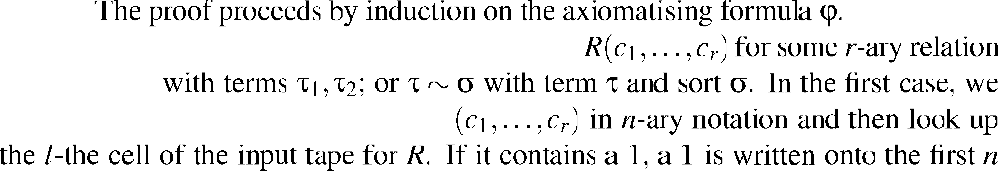 The proof proceeds by induction on the axiomatising formula φ.
R(c₁,…,cᵣ) for some r-ary relation
with terms τ₁,τ₂; or τ ∼ σ with term τ and sort σ. In the first case, we
(c₁,…,cᵣ) in n-ary notation and then look up
the l-the cell of the input tape for R. If it contains a 1, a 1 is written onto the first n